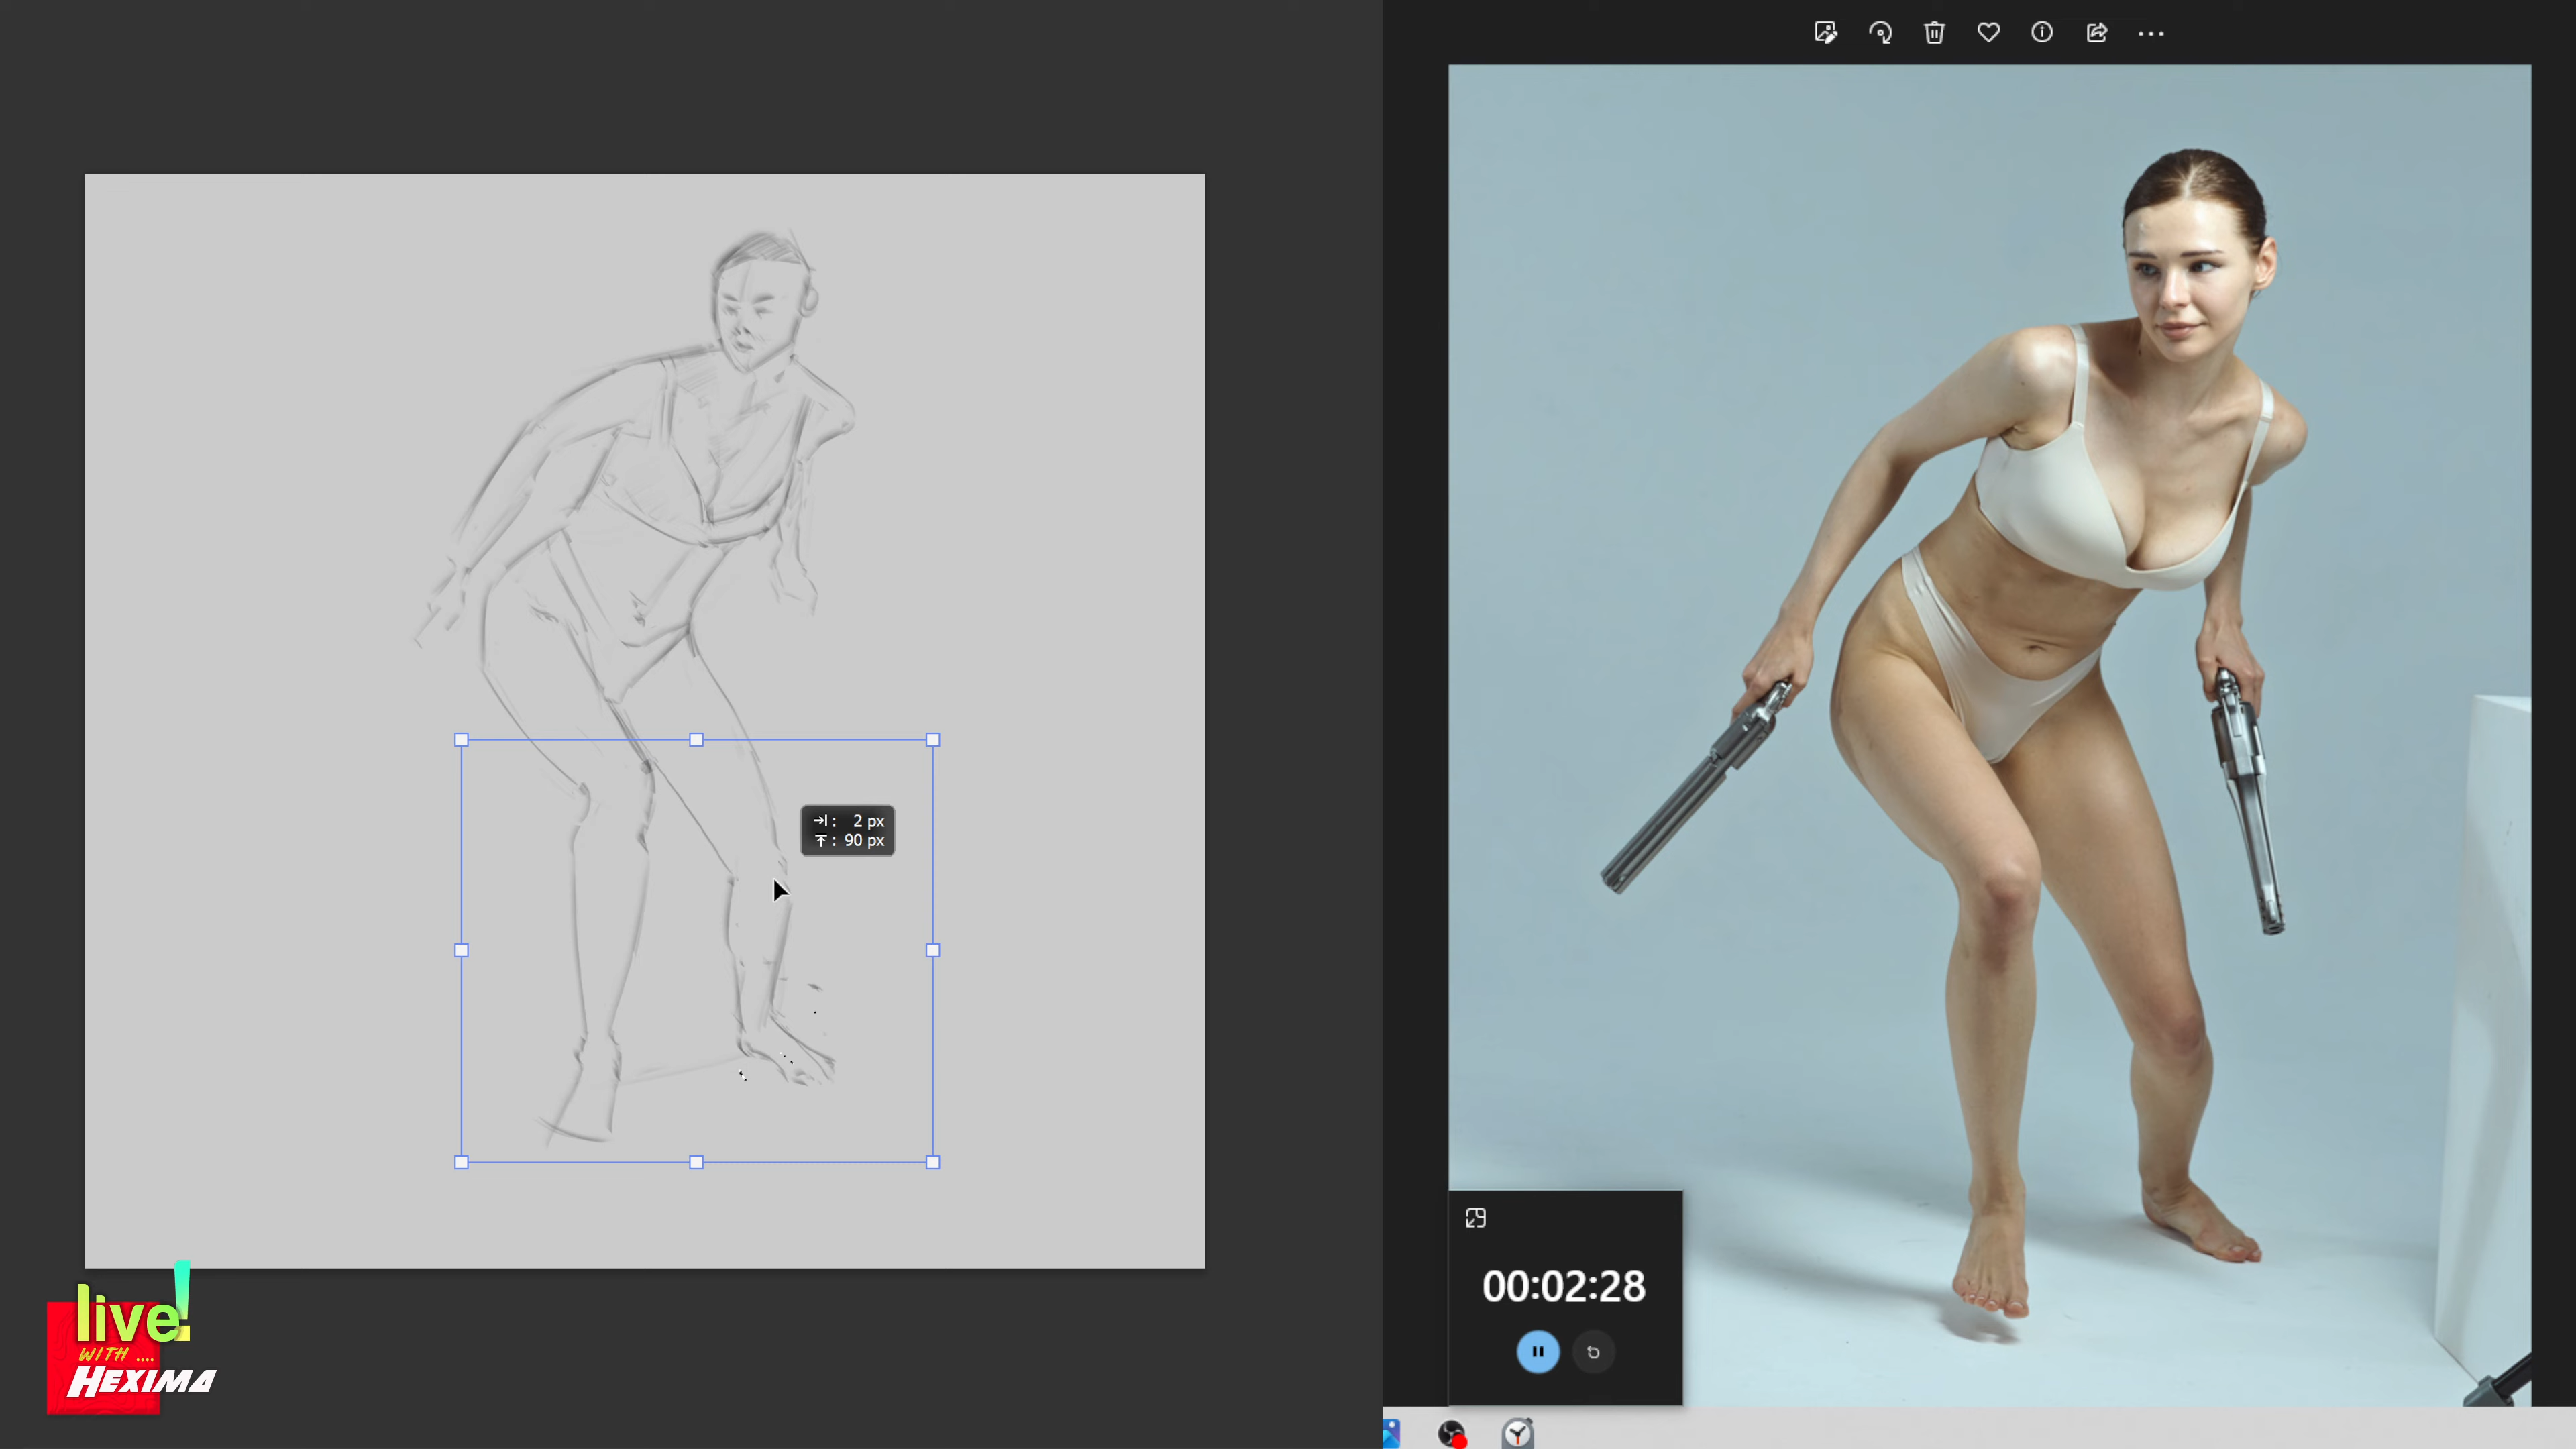 →| : 2 px
↑ : 90 px
00:02:28
live!
WITH ....
HEXIMA